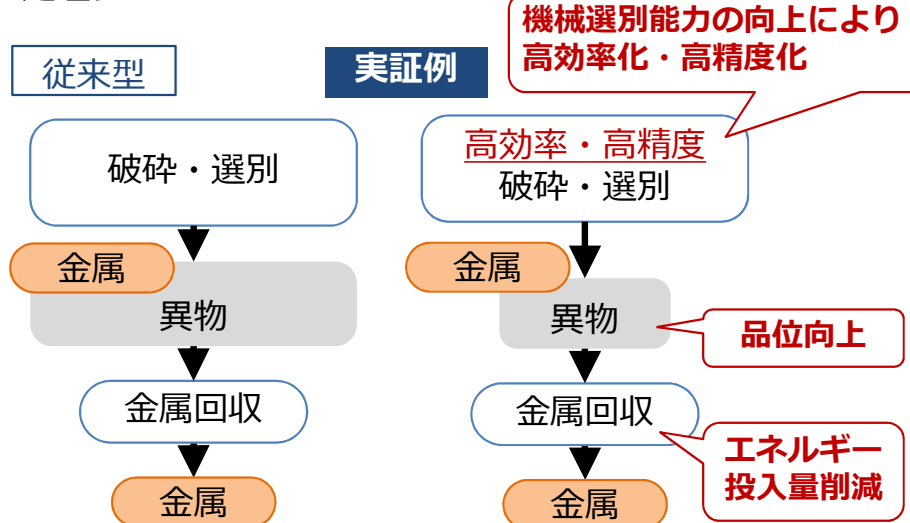 機械選別能力の向上により
高効率化・高精度化
従来型
実証例
破砕・選別
金属
異物
金属回収
金属
高効率・高精度
破砕・選別
金属
異物
品位向上
金属回収
エネルギー
投入量削減
金属